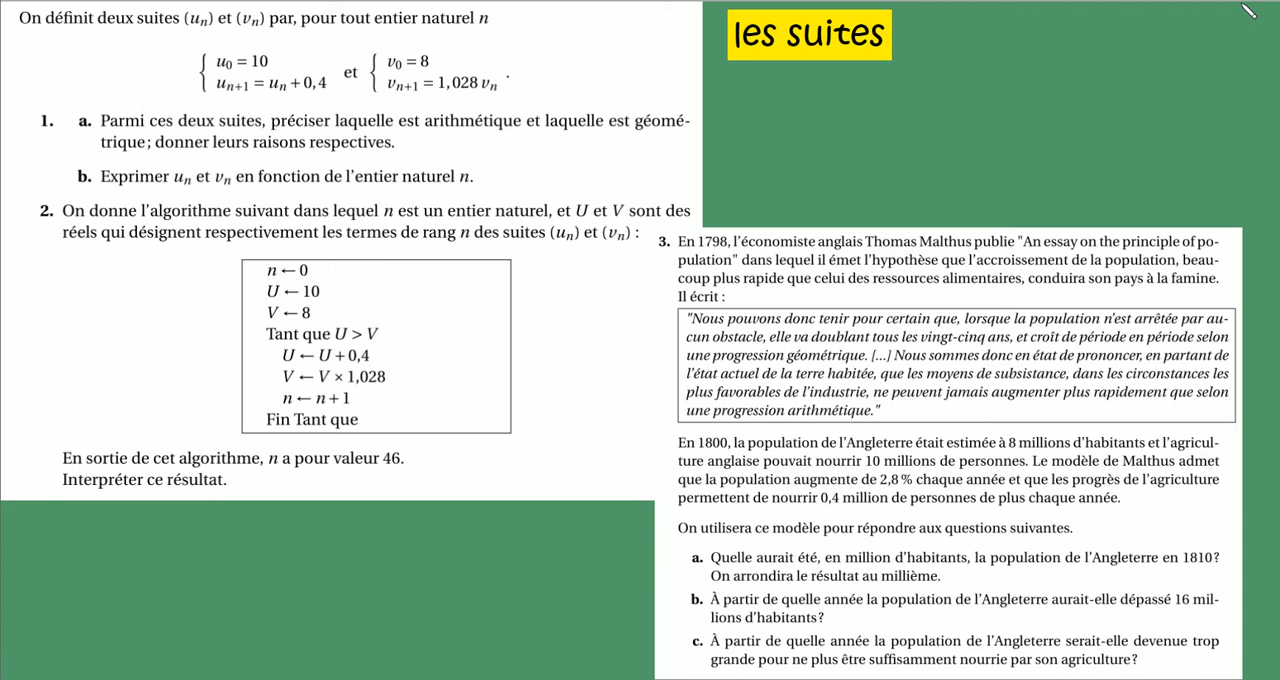 On définit deux suites (uₙ) et (vₙ) par, pour tout entier naturel n
{ u₀ = 10
uₙ₊₁ = uₙ + 0,4
et
{ v₀ = 8
vₙ₊₁ = 1,028 vₙ .
1. a. Parmi ces deux suites, préciser laquelle est arithmétique et laquelle est géomé-
trique ; donner leurs raisons respectives.
b. Exprimer uₙ et vₙ en fonction de l'entier naturel n.
2. On donne l'algorithme suivant dans lequel n est un entier naturel, et U et V sont des
réels qui désignent respectivement les termes de rang n des suites (uₙ) et (vₙ) :
n ← 0
U ← 10
V ← 8
Tant que U > V
U ← U + 0,4
V ← V × 1,028
n ← n + 1
Fin Tant que
En sortie de cet algorithme, n a pour valeur 46.
Interpréter ce résultat.
les suites
3. En 1798, l'économiste anglais Thomas Malthus publie "An essay on the principle of po-
pulation" dans lequel il émet l'hypothèse que l'accroissement de la population, beau-
coup plus rapide que celui des ressources alimentaires, conduira son pays à la famine.
Il écrit :
"Nous pouvons donc tenir pour certain que, lorsque la population n'est arrêtée par au-
cun obstacle, elle va doublant tous les vingt-cinq ans, et croît de période en période selon
une progression géométrique. [...] Nous sommes donc en état de prononcer, en partant de
l'état actuel de la terre habitée, que les moyens de subsistance, dans les circonstances les
plus favorables de l'industrie, ne peuvent jamais augmenter plus rapidement que selon
une progression arithmétique."
En 1800, la population de l'Angleterre était estimée à 8 millions d'habitants et l'agricul-
ture anglaise pouvait nourrir 10 millions de personnes. Le modèle de Malthus admet
que la population augmente de 2,8 % chaque année et que les progrès de l'agriculture
permettent de nourrir 0,4 million de personnes de plus chaque année.
On utilisera ce modèle pour répondre aux questions suivantes.
a. Quelle aurait été, en million d'habitants, la population de l'Angleterre en 1810 ?
On arrondira le résultat au millième.
b. À partir de quelle année la population de l'Angleterre aurait-elle dépassé 16 mil-
lions d'habitants ?
c. À partir de quelle année la population de l'Angleterre serait-elle devenue trop
grande pour ne plus être suffisamment nourrie par son agriculture ?